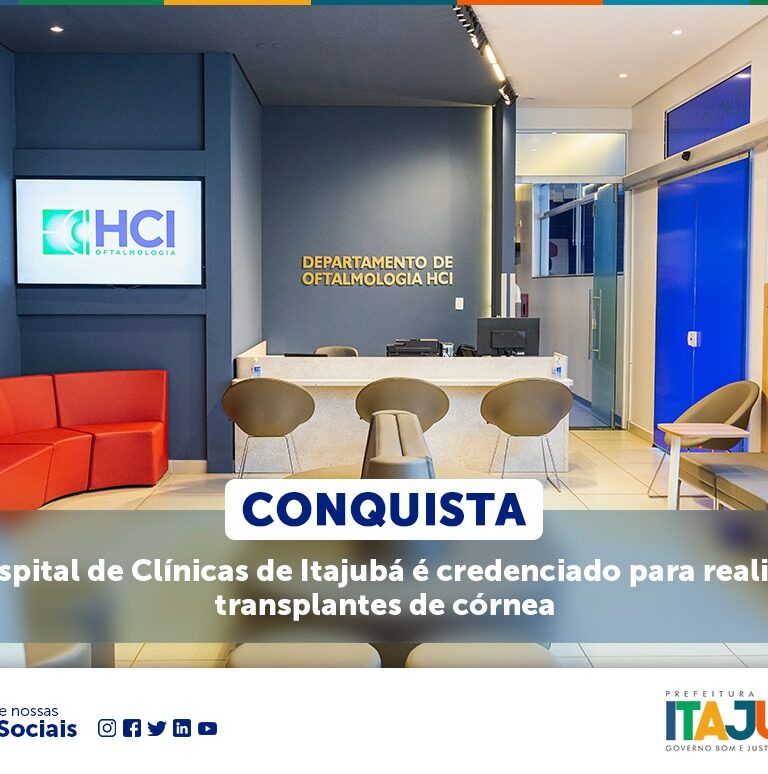 HCI
OFTALMOLOGIA
DEPARTAMENTO DE
OFTALMOLOGIA HCI
CONQUISTA
spital de Clínicas de Itajubá é credenciado para reali
transplantes de córnea
e nossas
Sociais
PREFEITURA
ITAJU
GOVERNO BOM E JUST